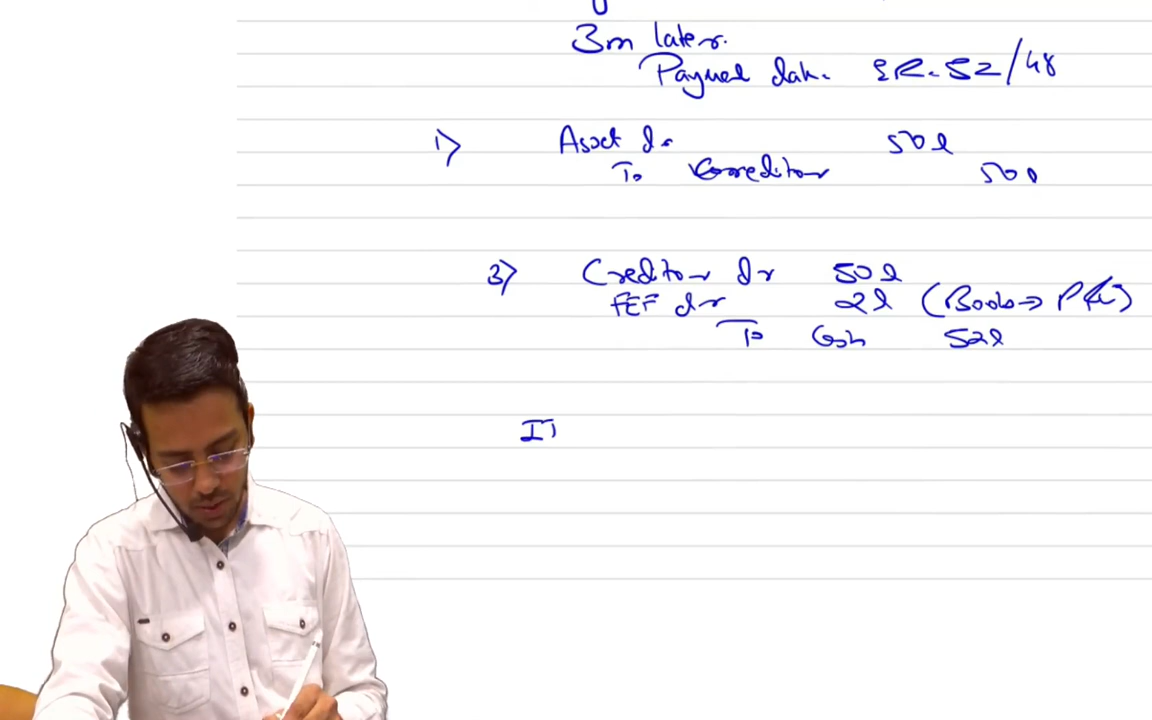 3m later.
Payment date. SR. 52/48
1) Asset dr 50l
To Creditor 50l
3) Creditor dr 50l
FEF dr 2l (Books → P&L)
To Cash 52l
IT